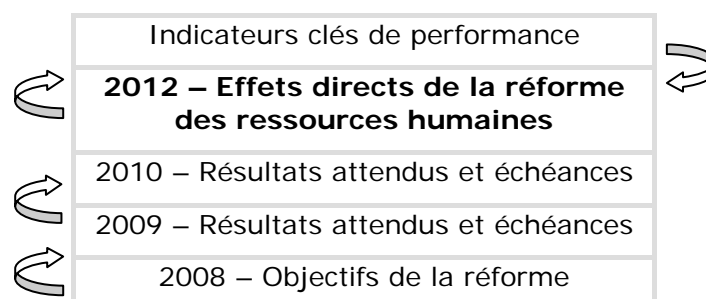 Indicateurs clés de performance
2012 – Effets directs de la réforme
des ressources humaines
2010 – Résultats attendus et échéances
2009 – Résultats attendus et échéances
2008 – Objectifs de la réforme